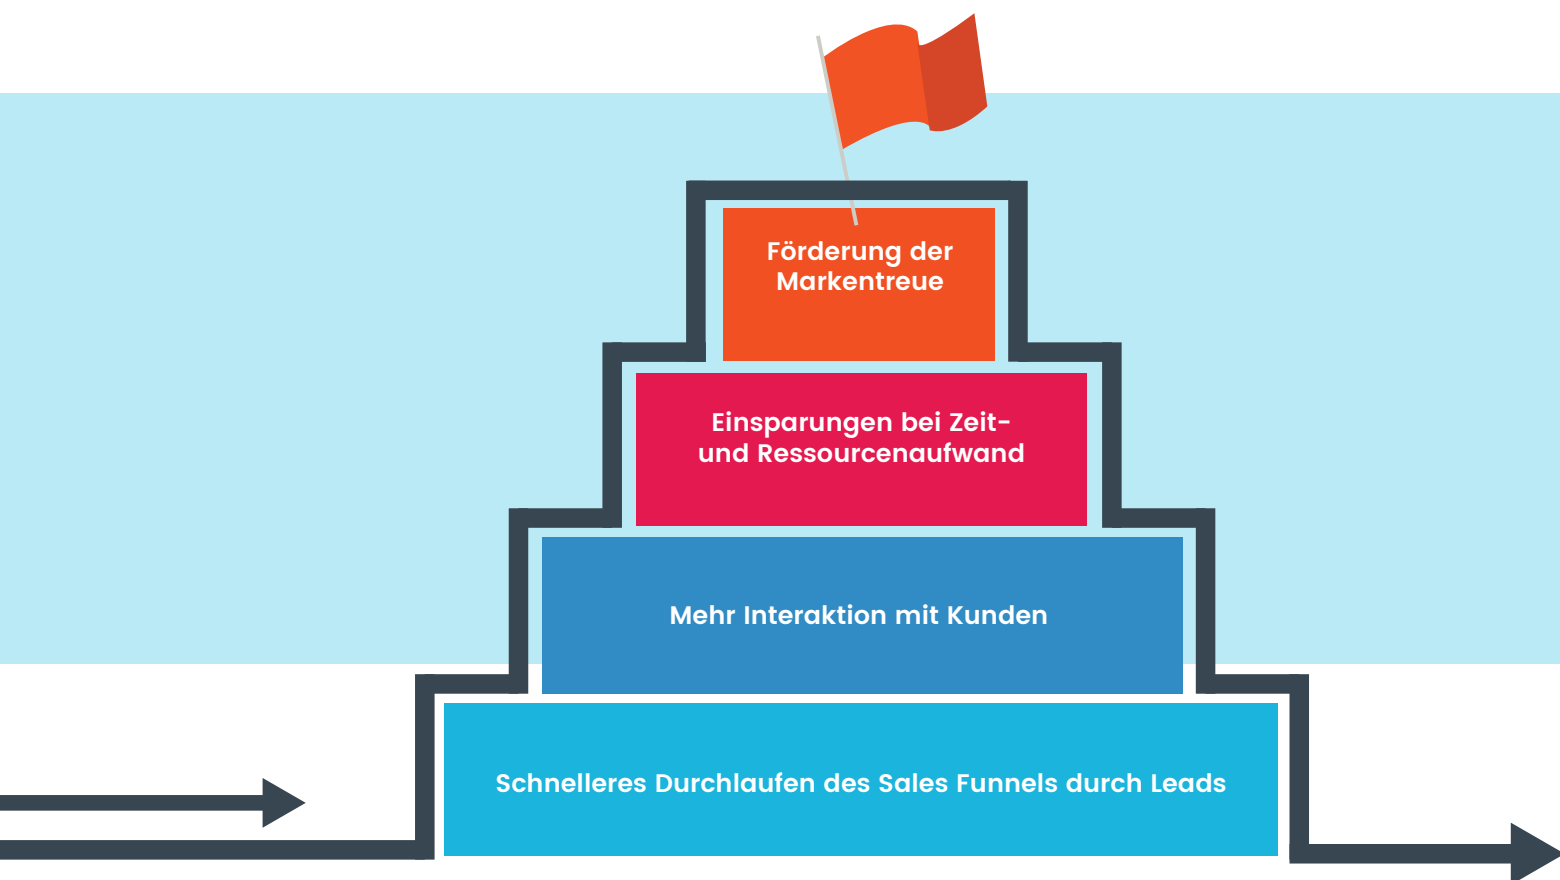 Förderung der
Markentreue
Einsparungen bei Zeit-
und Ressourcenaufwand
Mehr Interaktion mit Kunden
Schnelleres Durchlaufen des Sales Funnels durch Leads